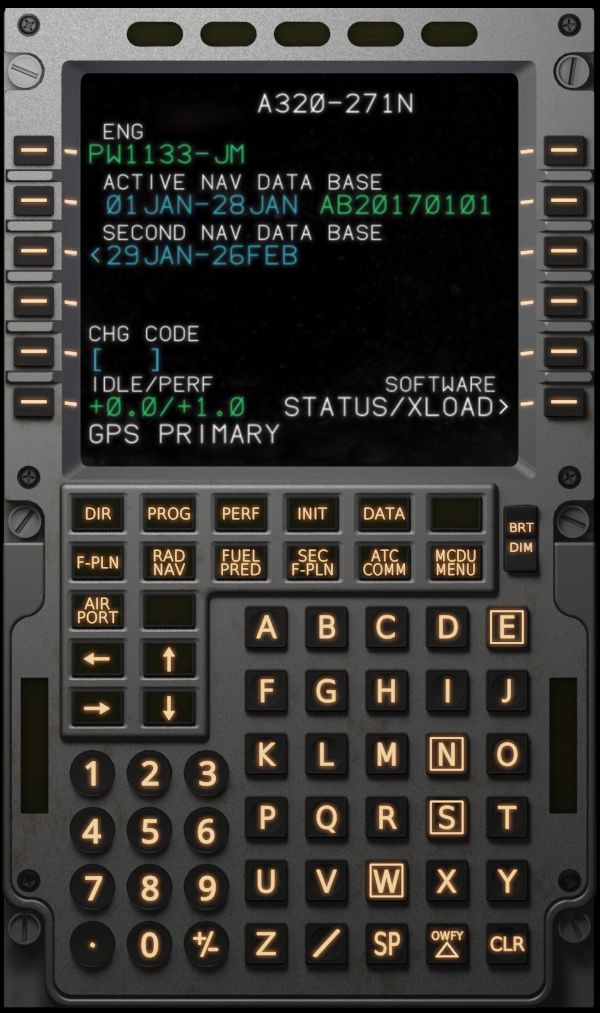 A320-271N
ENG
PW1133-JM
ACTIVE NAV DATA BASE
01JAN-28JAN AB20170101
SECOND NAV DATA BASE
<29JAN-26FEB
CHG CODE
[ ]
IDLE/PERF SOFTWARE
+0.0/+1.0 STATUS/XLOAD>
GPS PRIMARY
DIR PROG PERF INIT DATA
BRT
DIM
F-PLN RAD NAV FUEL PRED SEC F-PLN ATC COMM MCDU MENU
AIR PORT
← ↑
→ ↓
A B C D E
F G H I J
K L M N O
P Q R S T
U V W X Y
Z / SP OWFY △ CLR
1 2 3
4 5 6
7 8 9
. 0 +/-